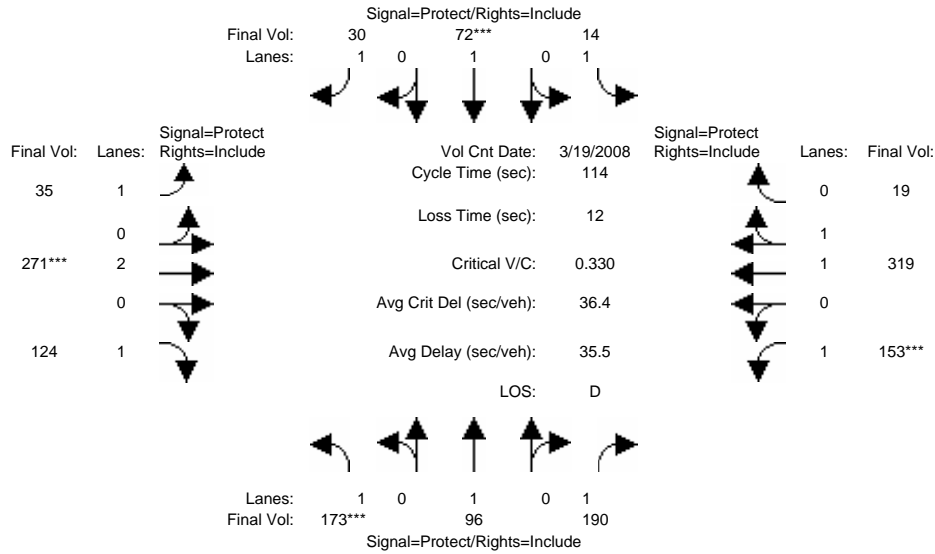 Signal=Protect/Rights=Include
Final Vol: 30 72*** 14
Lanes: 1 0 1 0 1
Signal=Protect Signal=Protect
Final Vol: Lanes: Rights=Include Vol Cnt Date: 3/19/2008 Rights=Include Lanes: Final Vol:
Cycle Time (sec): 114
35 1 0 19
Loss Time (sec): 12
0 1
271*** 2 Critical V/C: 0.330 1 319
0 Avg Crit Del (sec/veh): 36.4 0
124 1 Avg Delay (sec/veh): 35.5 1 153***
LOS: D
Lanes: 1 0 1 0 1
Final Vol: 173*** 96 190
Signal=Protect/Rights=Include